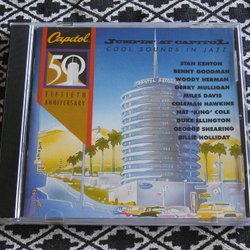 Capitol
50
FIFTIETH
ANNIVERSARY
JUMPIN' AT CAPITOL
COOL SOUNDS IN JAZZ
STAN KENTON
BENNY GOODMAN
WOODY HERMAN
GERRY MULLIGAN
MILES DAVIS
COLEMAN HAWKINS
NAT "KING" COLE
DUKE ELLINGTON
GEORGE SHEARING
BILLIE HOLLIDAY